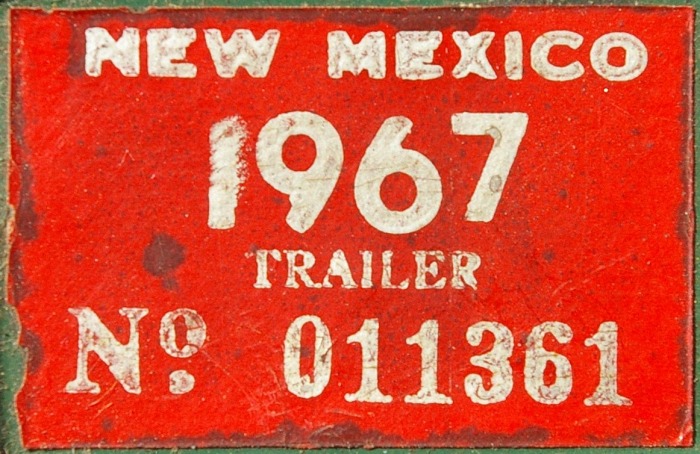 NEW MEXICO
1967
TRAILER
Nº 011361